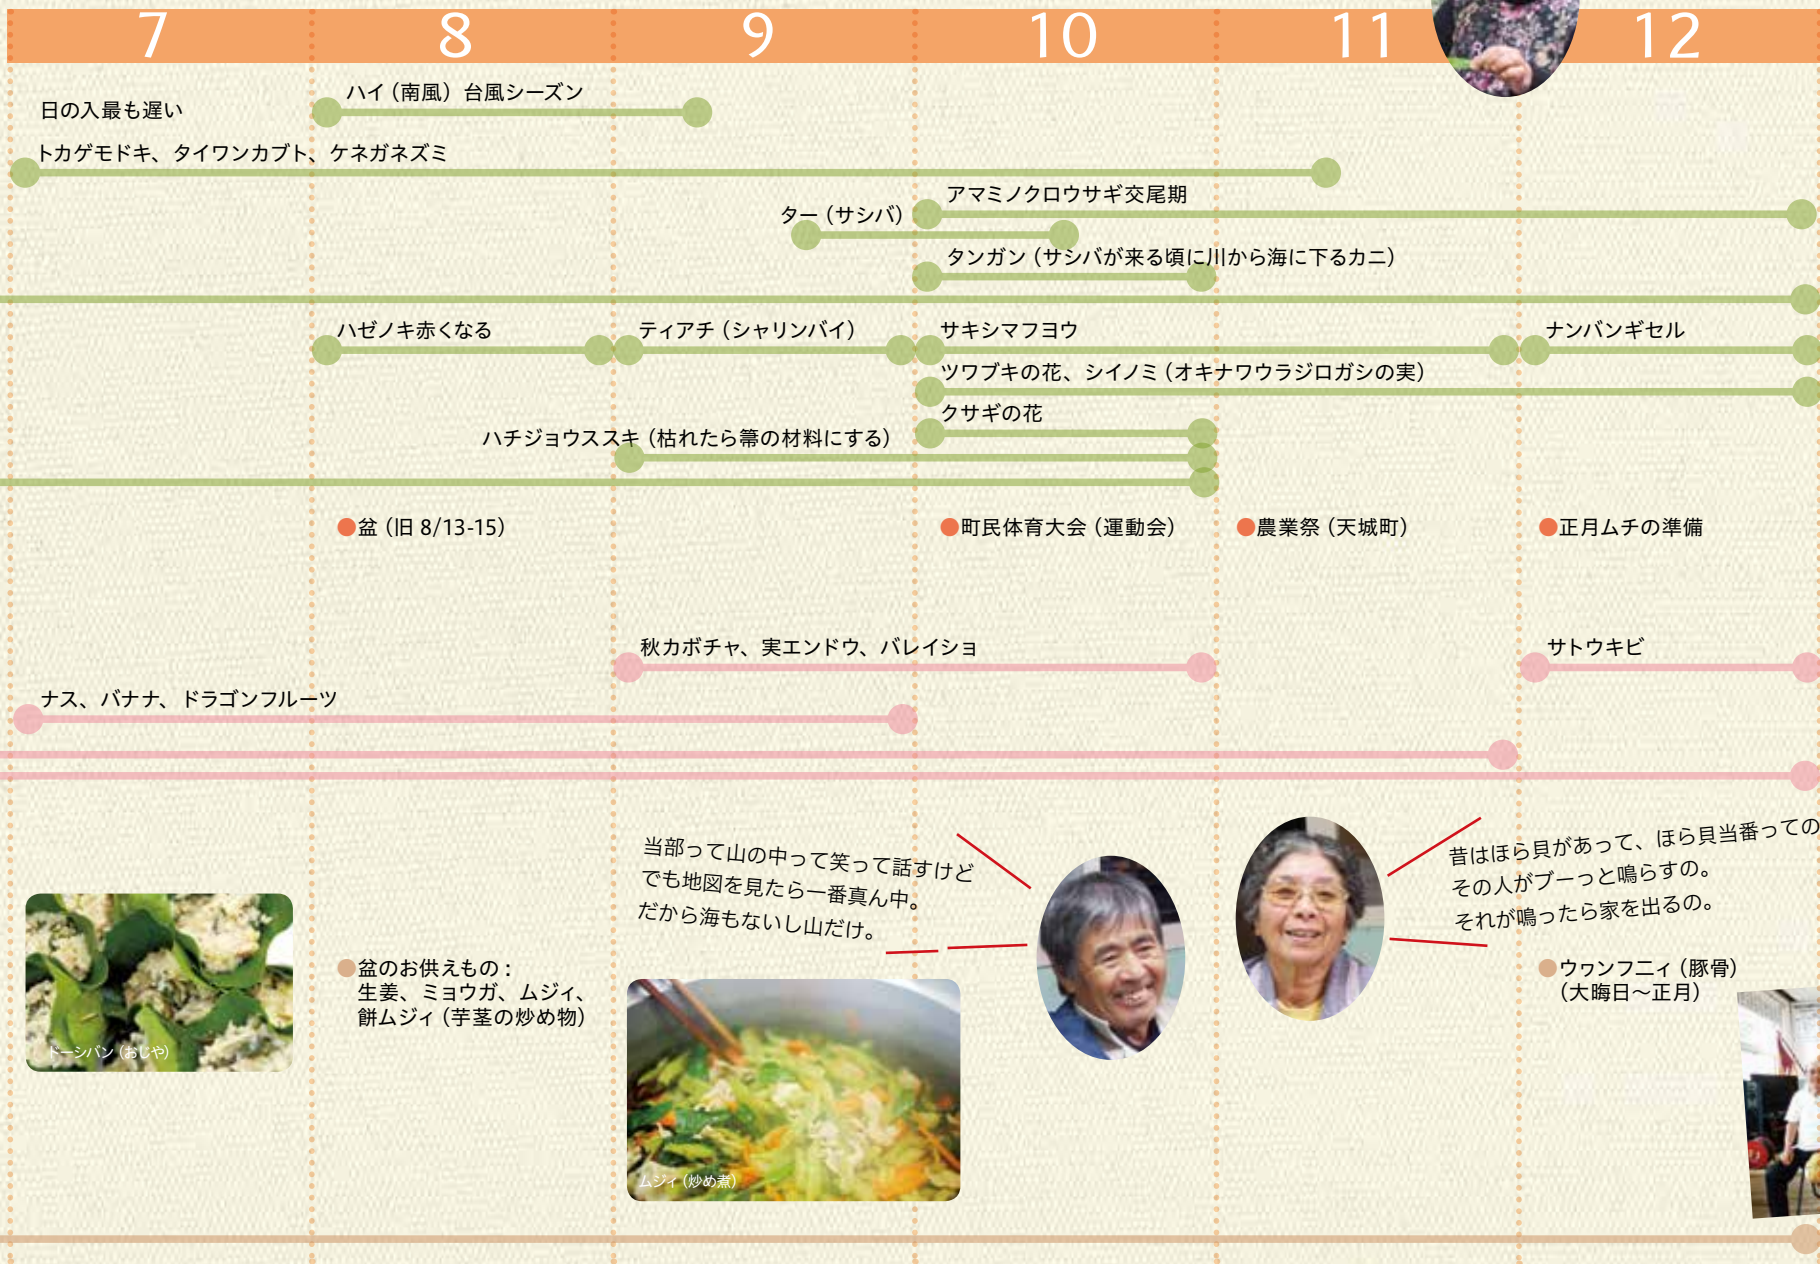 7 8 9 10 11 12
ハイ（南風）台風シーズン
日の入最も遅い
トカゲモドキ、タイワンカブト、ケネガネズミ
アマミノクロウサギ交尾期
ター（サシバ）
タンガン（サシバが来る頃に川から海に下るカニ）
ハゼノキ赤くなる
ティアチ（シャリンバイ）
サキシマフヨウ
ナンバンギセル
ツワブキの花、シイノミ（オキナワウラジロガシの実）
クサギの花
ハチジョウススキ（枯れたら箒の材料にする）
盆（旧 8/13-15）
町民体育大会（運動会）
農業祭（天城町）
正月ムチの準備
秋カボチャ、実エンドウ、バレイショ
サトウキビ
ナス、バナナ、ドラゴンフルーツ
当部って山の中って笑って話すけど
でも地図を見たら一番真ん中。
だから海もないし山だけ。
昔はほら貝があって、ほら貝当番っての
その人がブーっと鳴らすの。
それが鳴ったら家を出るの。
ドーシバン（おじや）
盆のお供えもの：
生姜、ミョウガ、ムジィ、
餅ムジィ（芋茎の炒め物）
ムジィ（炒め煮）
ウヮンフニィ（豚骨）
（大晦日〜正月）